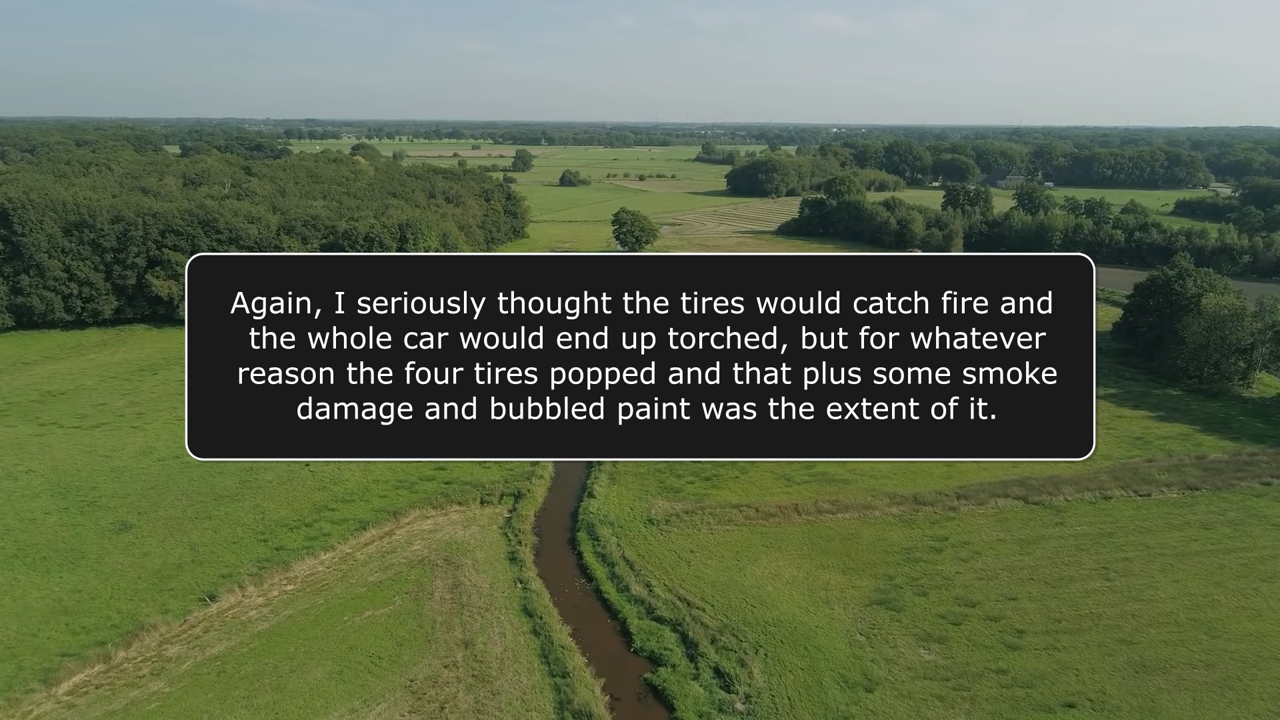 Again, I seriously thought the tires would catch fire and
the whole car would end up torched, but for whatever
reason the four tires popped and that plus some smoke
damage and bubbled paint was the extent of it.